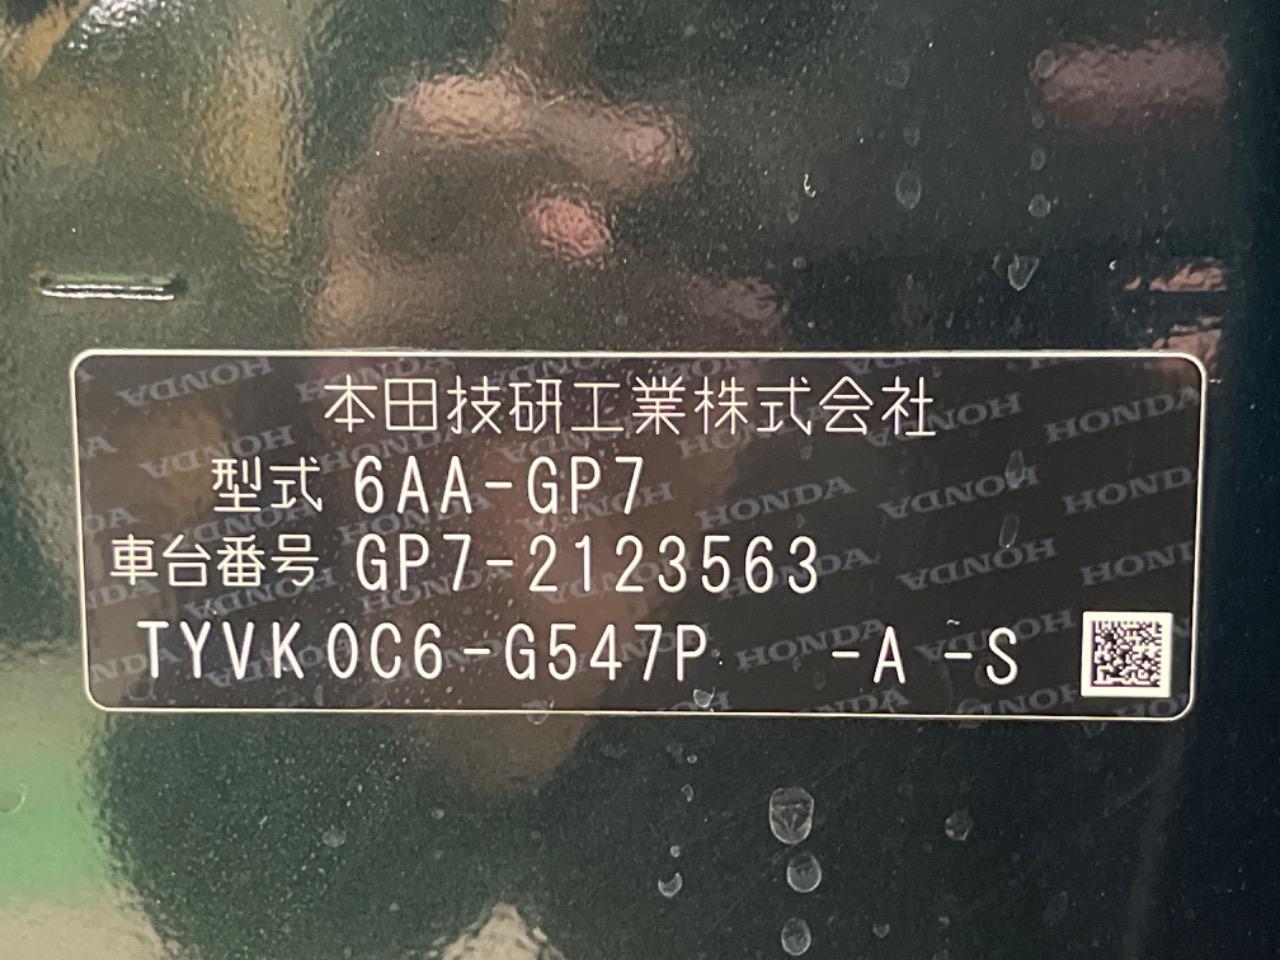 本田技研工業株式会社
型式 6AA-GP7
車台番号 GP7-2123563
TYVK0C6-G547P -A -S